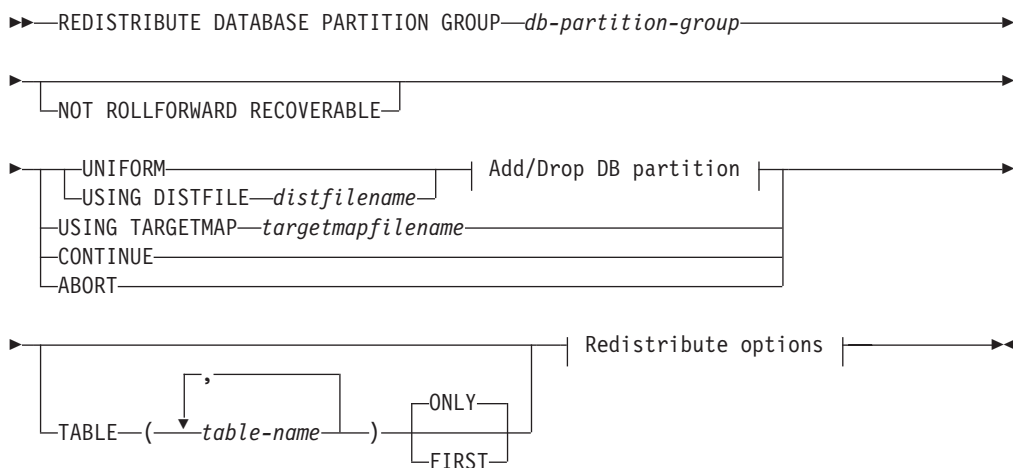 REDISTRIBUTE DATABASE PARTITION GROUP db-partition-group
NOT ROLLFORWARD RECOVERABLE
UNIFORM Add/Drop DB partition
USING DISTFILE distfilename
USING TARGETMAP targetmapfilename
CONTINUE
ABORT
Redistribute options
,
ONLY
TABLE ( table-name )
FIRST